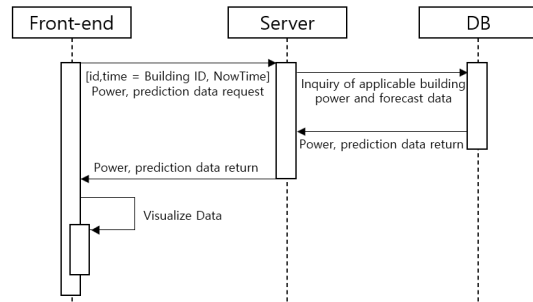 Front-end
Server
DB
[id,time = Building ID, NowTime]
Power, prediction data request
Inquiry of applicable building
power and forecast data
Power, prediction data return
Power, prediction data return
Visualize Data